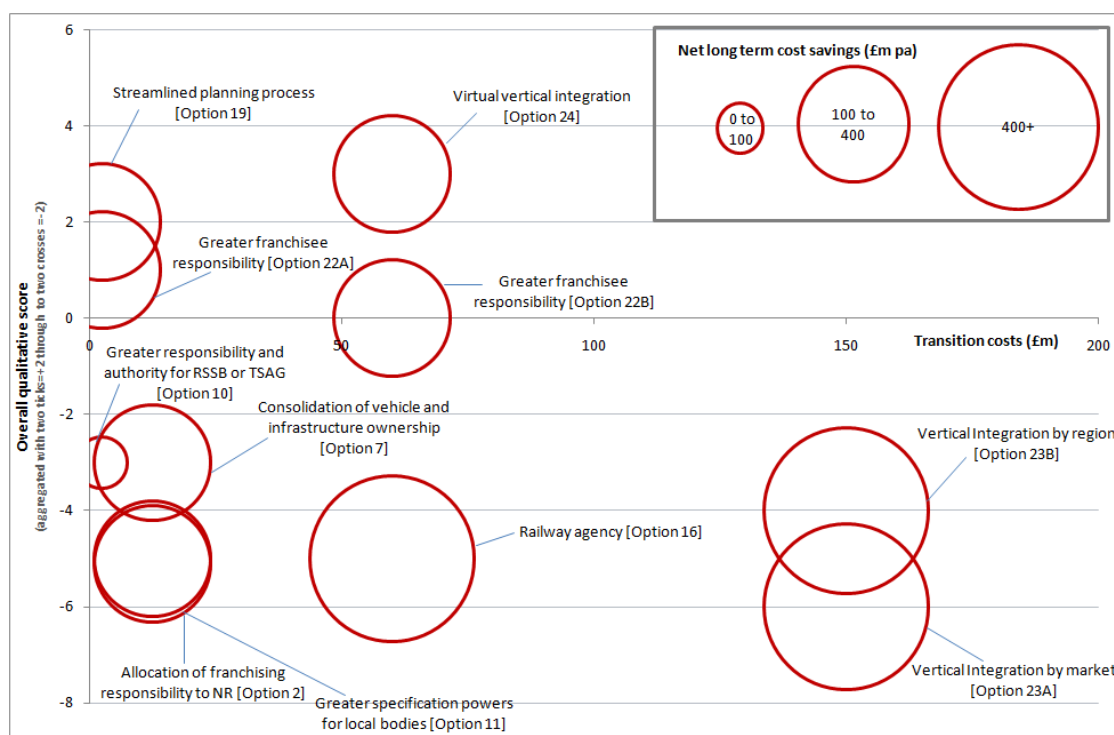 6
Net long term cost savings (£m pa)
0 to
100
100 to
400
400+
Streamlined planning process
[Option 19]
Virtual vertical integration
[Option 24]
4
2
Greater franchisee
responsibility [Option 22A]
Greater franchisee
responsibility [Option 22B]
Overall qualitative score
(aggregated with two ticks=+2 through to two crosses =-2)
0
0
50
100
150
200
Transition costs (£m)
Greater responsibility and
authority for RSSB or TSAG
[Option 10]
Consolidation of vehicle and
infrastructure ownership
[Option 7]
-2
Vertical Integration by region
[Option 23B]
-4
Railway agency [Option 16]
-6
Allocation of franchising
responsibility to NR [Option 2]
Greater specification powers
for local bodies [Option 11]
Vertical Integration by market
[Option 23A]
-8